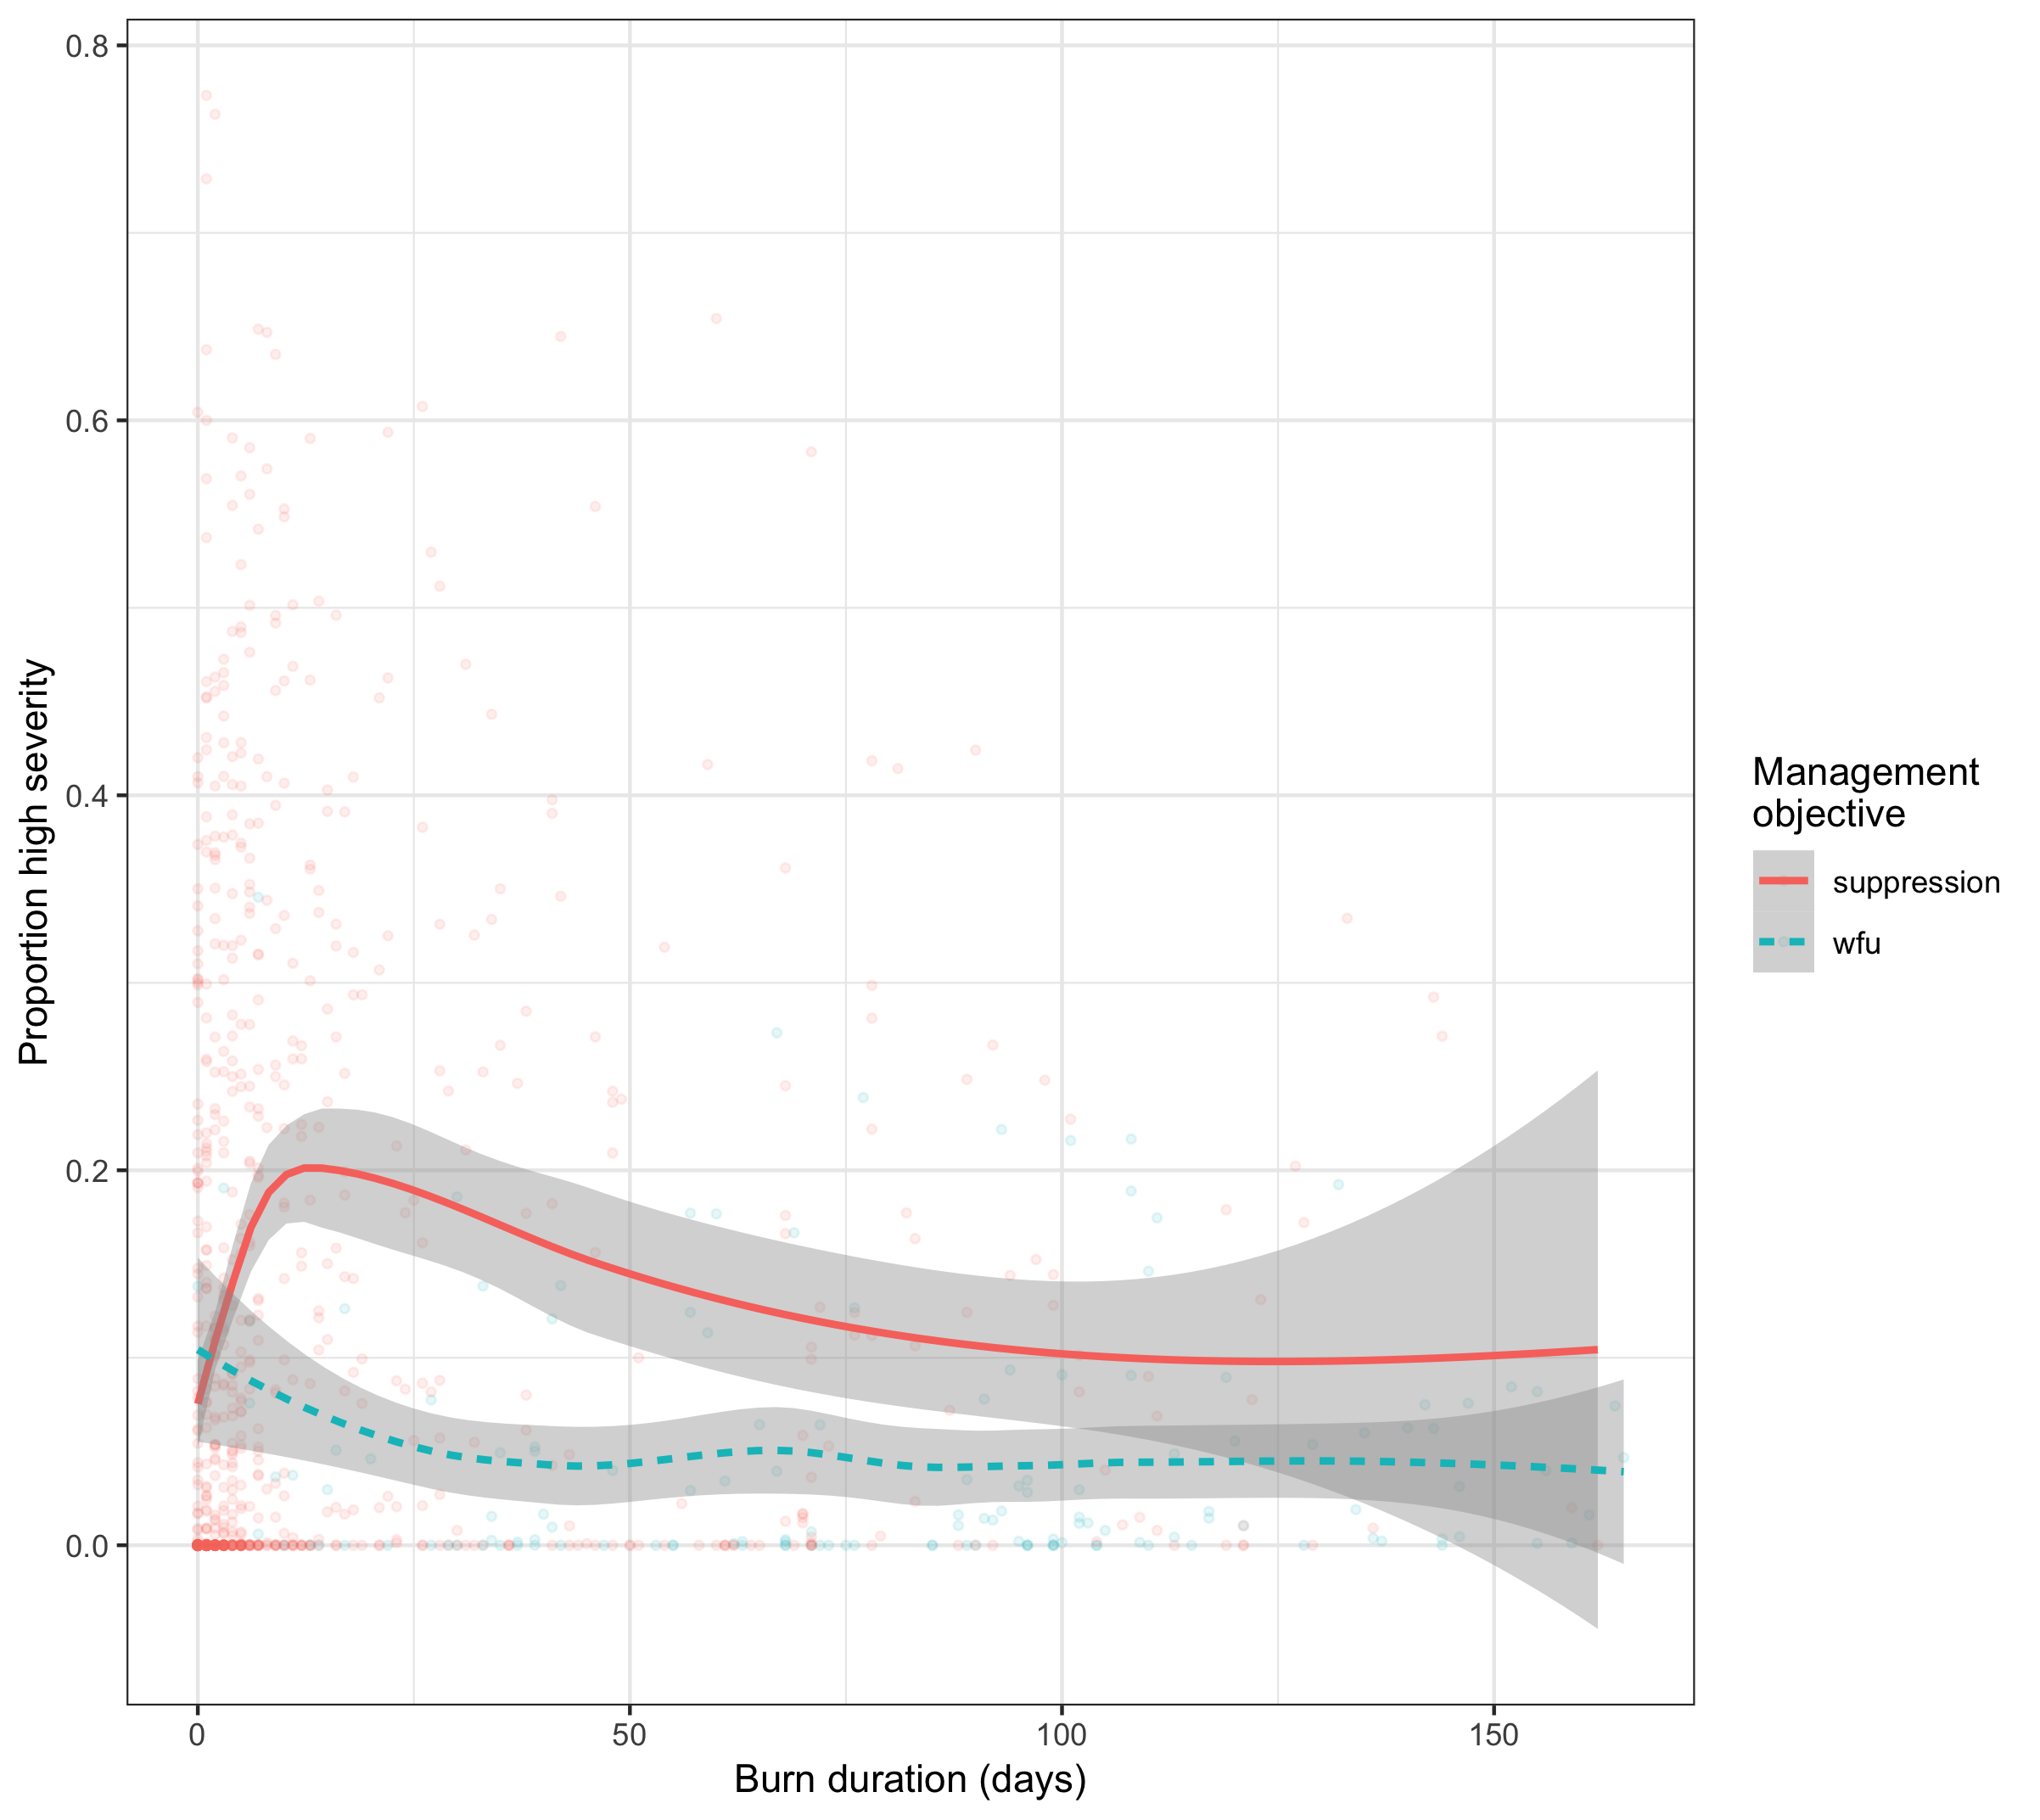 0.8
0.6
0.4
0.2
0.0
Proportion high severity
0
50
100
150
Burn duration (days)
Management
objective
suppression
wfu